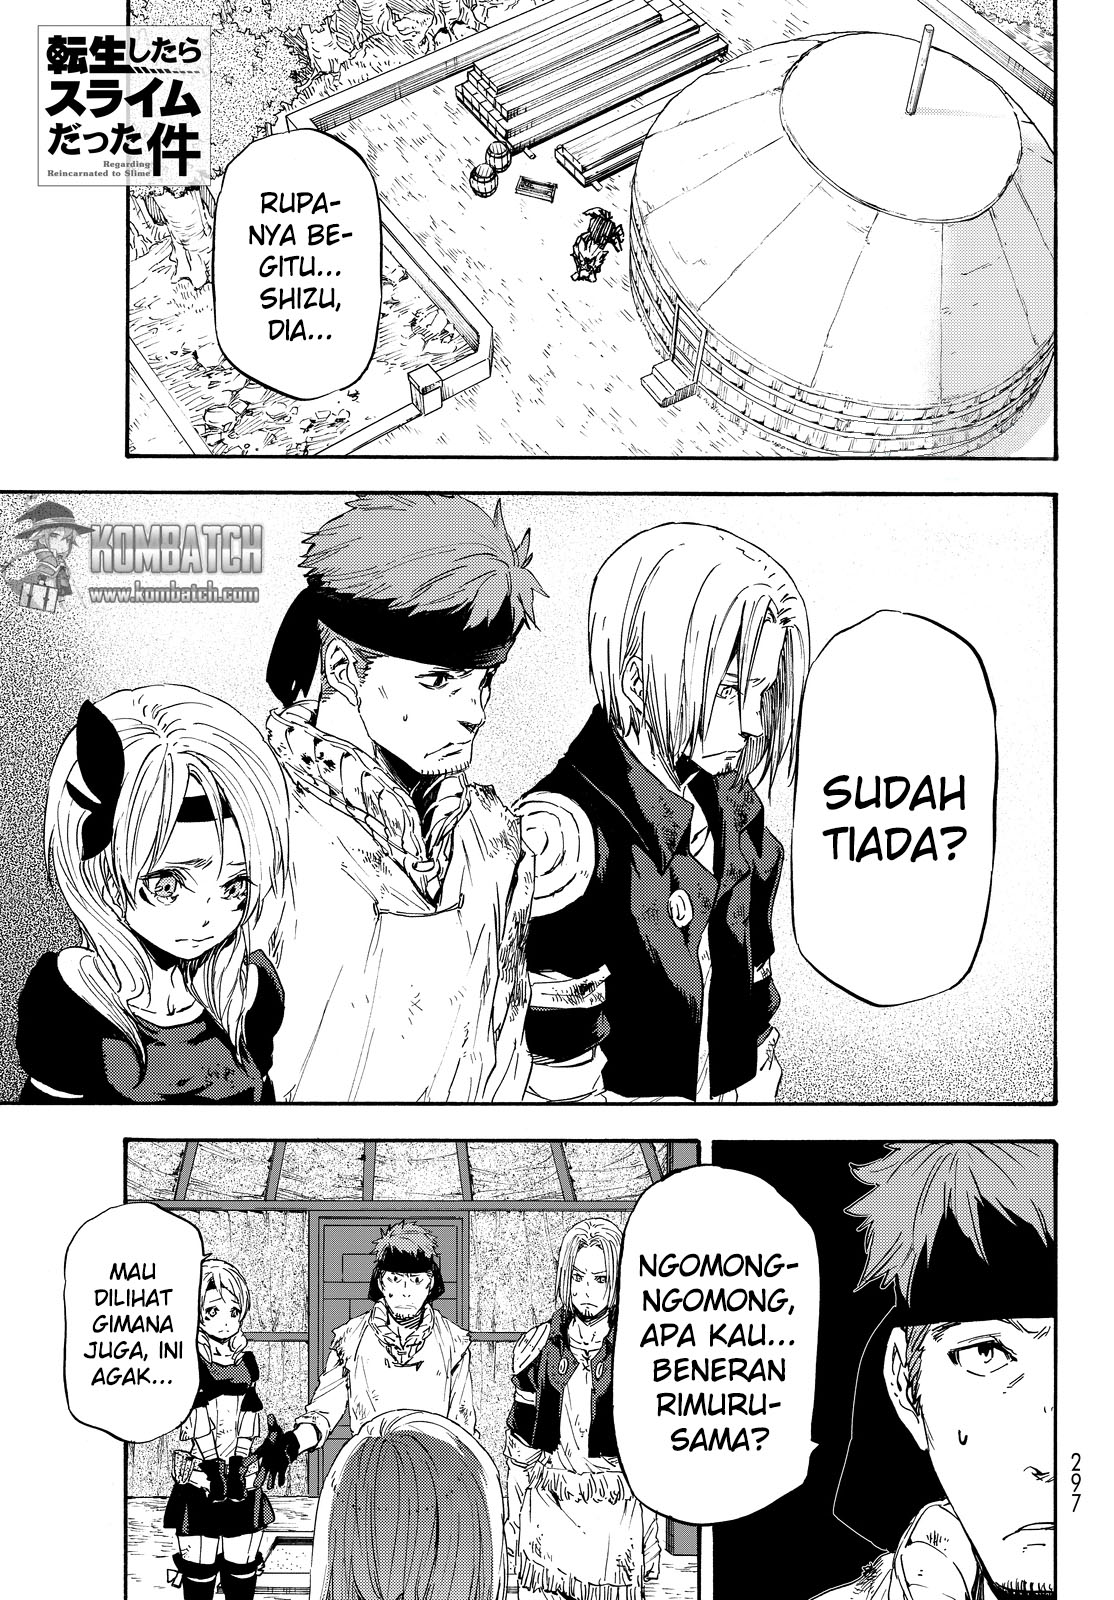 転生したら
スライム
だった件
Regarding
Reincarnated to Slime
RUPA-
NYA BE-
GITU...
SHIZU,
DIA...
KOMBATCH
www.kombatch.com
SUDAH
TIADA?
NGOMONG-
NGOMONG,
APA KAU...
BENERAN
RIMURU-
SAMA?
MAU
DILIHAT
GIMANA
JUGA, INI
AGAK...
297